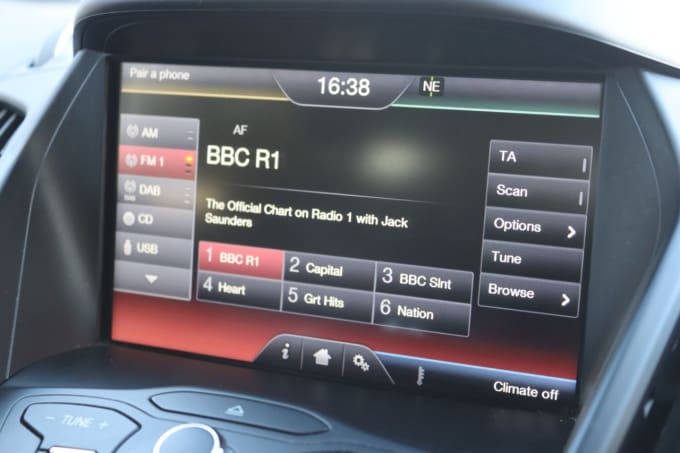 Pair a phone
16:38
NE
AM
FM 1
DAB
DAB
CD
USB
AF
BBC R1
The Official Chart on Radio 1 with Jack
Saunders
1 BBC R1
2 Capital
3 BBC Slnt
4 Heart
5 Grt Hits
6 Nation
TA
Scan
Options
Tune
Browse
i
Climate off
- TUNE +